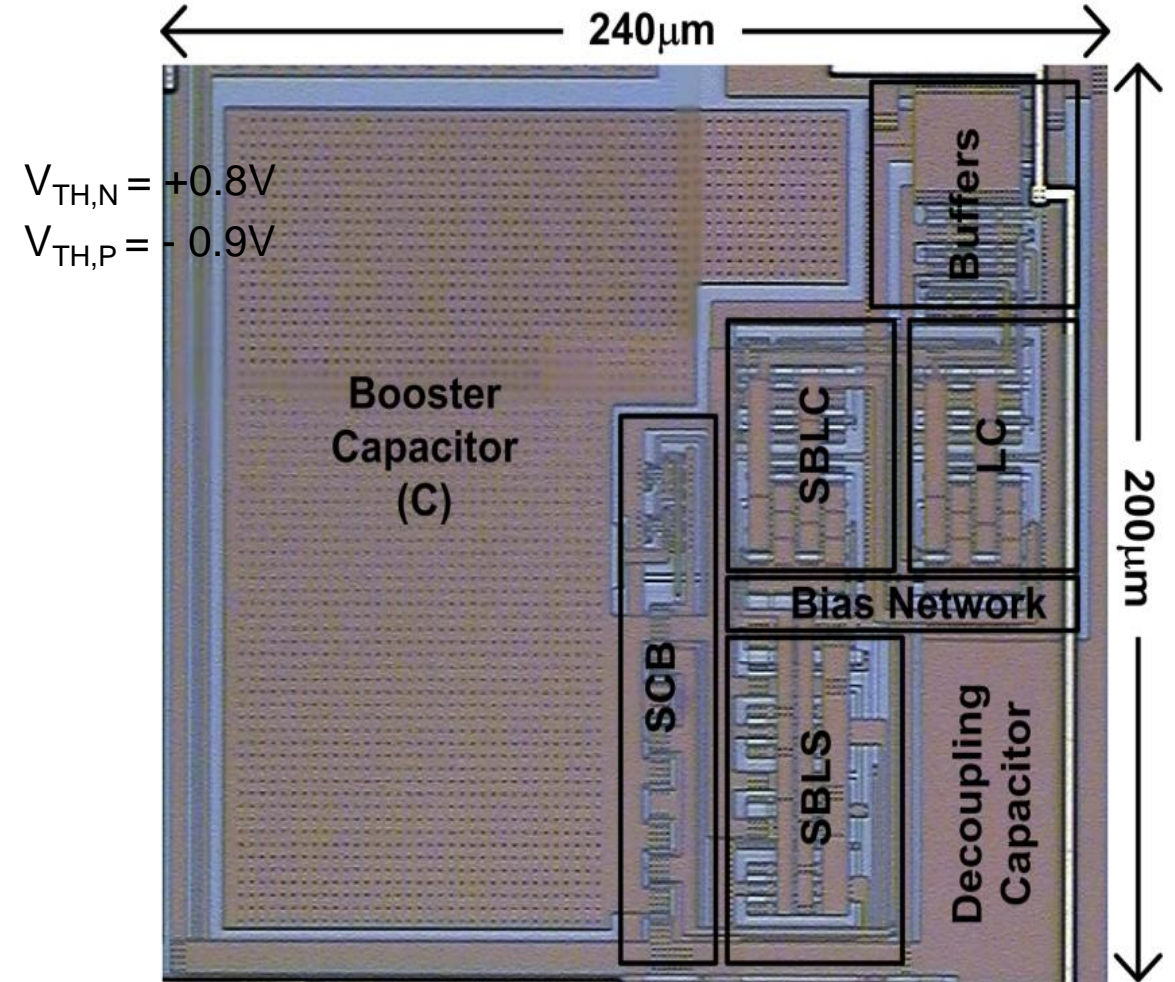 240μm
V_TH,N = +0.8V
V_TH,P = - 0.9V
Buffers
Booster
Capacitor
(C)
SBLC
LC
200μm
Bias Network
SCB
SBLS
Decoupling
Capacitor